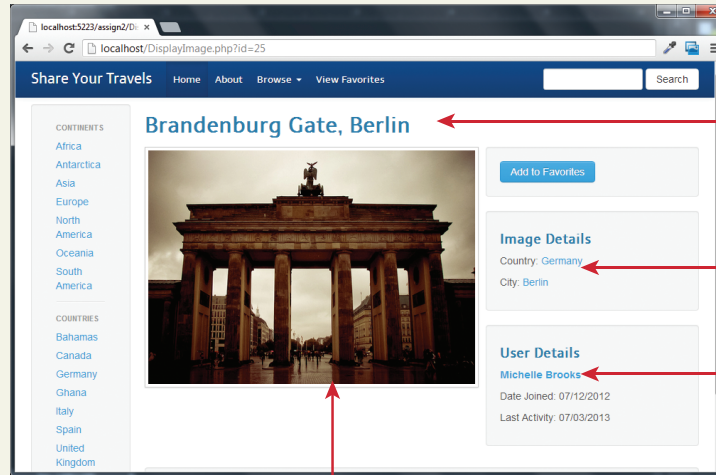 localhost:5223/assign2/Di
localhost/DisplayImage.php?id=25
Share Your Travels Home About Browse View Favorites Search
CONTINENTS
Africa
Antarctica
Asia
Europe
North
America
Oceania
South
America
COUNTRIES
Bahamas
Canada
Germany
Ghana
Italy
Spain
United
Kingdom
Brandenburg Gate, Berlin
Add to Favorites
Image Details
Country: Germany
City: Berlin
User Details
Michelle Brooks
Date Joined: 07/12/2012
Last Activity: 07/03/2013